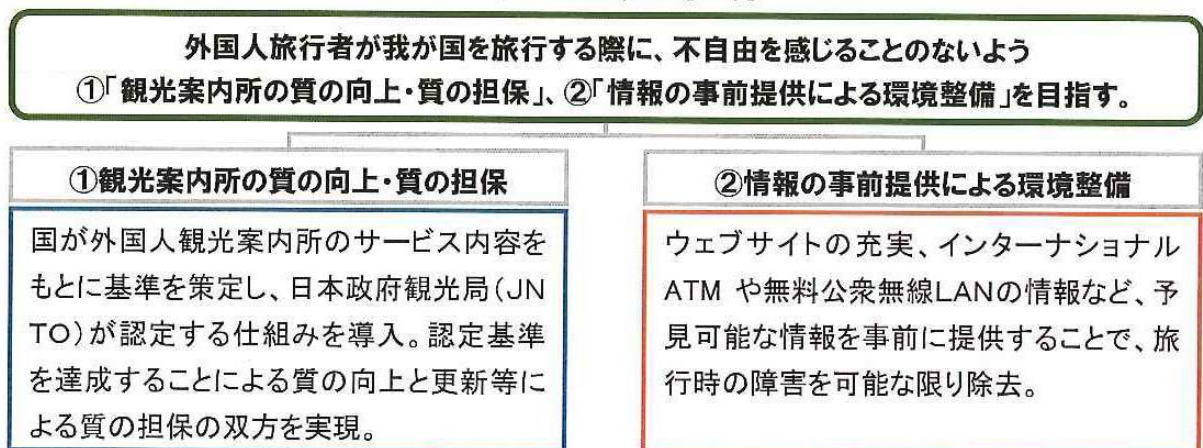 外国人旅行者が我が国を旅行する際に、不自由を感じることのないよう
①「観光案内所の質の向上・質の担保」、②「情報の事前提供による環境整備」を目指す。
①観光案内所の質の向上・質の担保
国が外国人観光案内所のサービス内容を
もとに基準を策定し、日本政府観光局(JN
TO)が認定する仕組みを導入。認定基準
を達成することによる質の向上と更新等に
よる質の担保の双方を実現。
②情報の事前提供による環境整備
ウェブサイトの充実、インターナショナル
ATM や無料公衆無線LANの情報など、予
見可能な情報を事前に提供することで、旅
行時の障害を可能な限り除去。